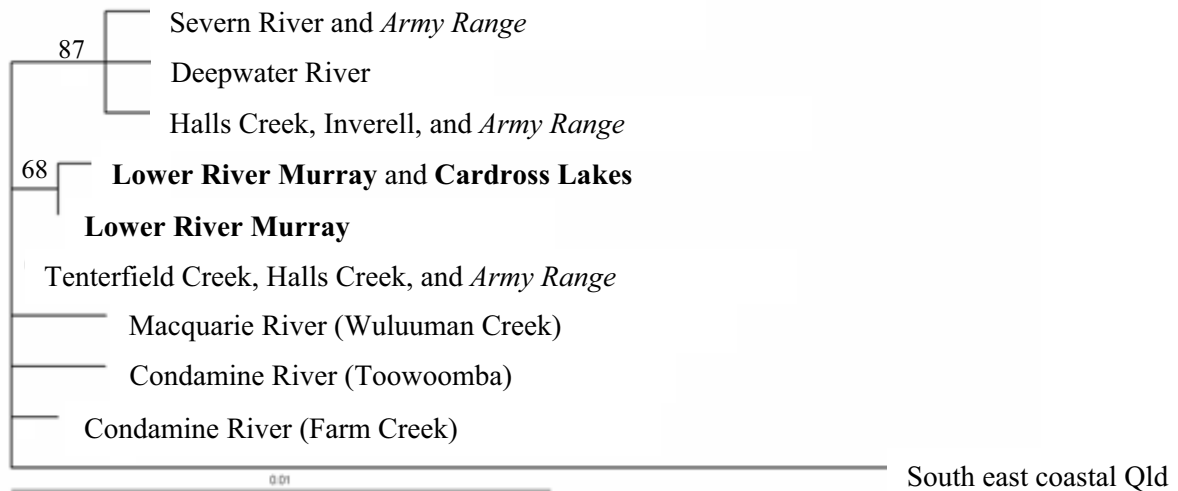 Severn River and Army Range
87
Deepwater River
Halls Creek, Inverell, and Army Range
68
Lower River Murray and Cardross Lakes
Lower River Murray
Tenterfield Creek, Halls Creek, and Army Range
Macquarie River (Wuluuman Creek)
Condamine River (Toowoomba)
Condamine River (Farm Creek)
South east coastal Qld
0.01